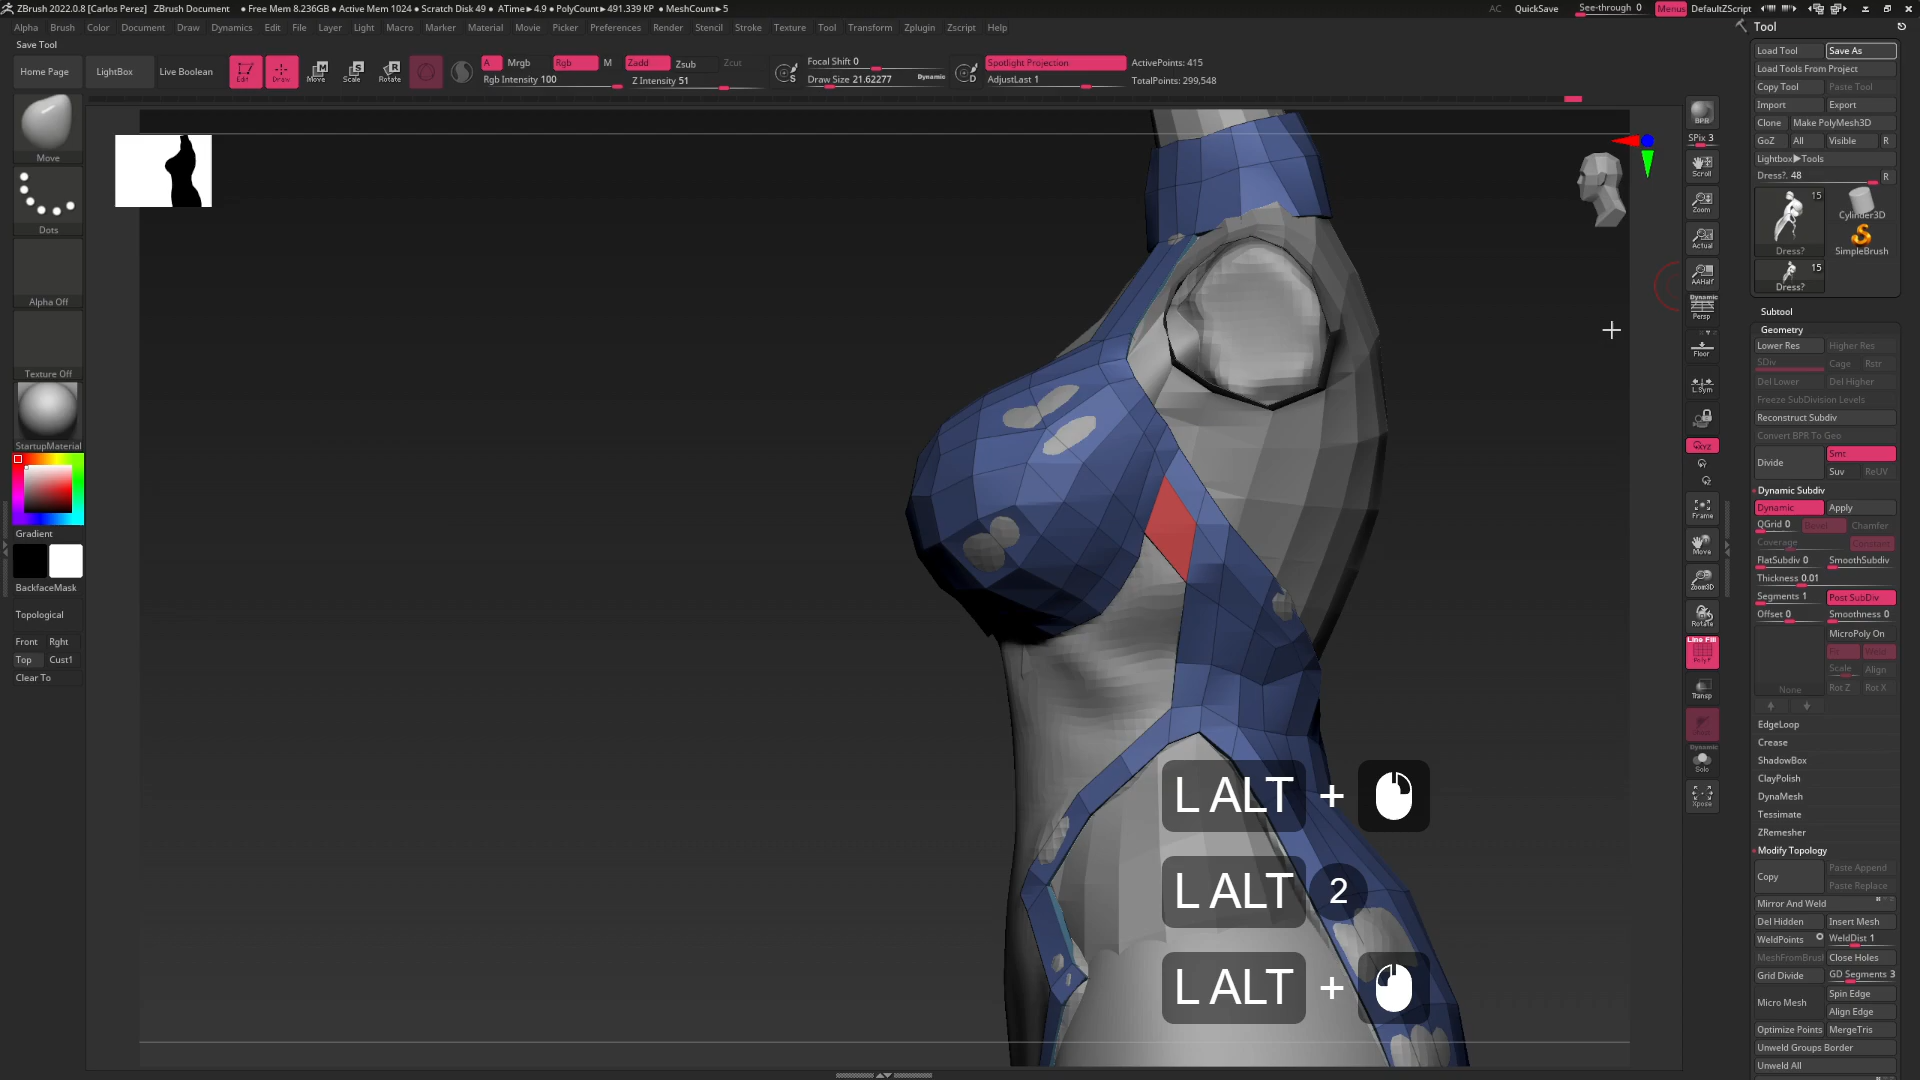 ZBrush 2022.0.8 [Carlos Perez] ZBrush Document • Free Mem 8.236GB • Active Mem 1024 • Scratch Disk 49 • ATime▶4.9 • PolyCount▶491.339 KP • MeshCount▶5 AC QuickSave See-through 0 Menus DefaultZScript
Alpha Brush Color Document Draw Dynamics Edit File Layer Light Macro Marker Material Movie Picker Preferences Render Stencil Stroke Texture Tool Transform Zplugin Zscript Help
Save Tool
Home Page LightBox Live Boolean Edit Draw Move Scale Rotate
A Mrgb Rgb M Zadd Zsub Zcut
Rgb Intensity 100 Z Intensity 51
S Focal Shift 0
Draw Size 21.62277 Dynamic
D Spotlight Projection ActivePoints: 415
AdjustLast 1 TotalPoints: 299,548
Move
Dots
Alpha Off
Texture Off
StartupMaterial
Gradient
BackfaceMask
Topological
Front Rght
Top Cust1
Clear To
L ALT +
L ALT 2
L ALT +
BPR
SPix 3
Scroll
Zoom
Actual
AAHalf
Dynamic
Persp
Floor
L.Sym
XYZ
Frame
Move
Zoom3D
Rotate
Line Fill
PolyF
Transp
Dynamic
Solo
Xpose
Tool
Load Tool Save As
Load Tools From Project
Copy Tool Paste Tool
Import Export
Clone Make PolyMesh3D
GoZ All Visible R
Lightbox▶Tools
Dress?. 48 R
15
Dress?
Cylinder3D
SimpleBrush
15
Dress?
Subtool
Geometry
Lower Res Higher Res
SDiv Cage Rstr
Del Lower Del Higher
Freeze SubDivision Levels
Reconstruct Subdiv
Convert BPR To Geo
Divide Smt
Suv ReUV
Dynamic Subdiv
Dynamic Apply
QGrid 0 Bevel Chamfer
Coverage Constant
FlatSubdiv 0 SmoothSubdiv
Thickness 0.01
Segments 1 Post SubDiv
Offset 0 Smoothness 0
MicroPoly On
Fit Weld
Scale Align
None Rot Z Rot X
EdgeLoop
Crease
ShadowBox
ClayPolish
DynaMesh
Tessimate
ZRemesher
Modify Topology
Copy Paste Append
Paste Replace
Mirror And Weld
Del Hidden Insert Mesh
WeldPoints WeldDist 1
MeshFromBrush Close Holes
Grid Divide GD Segments 3
Micro Mesh Spin Edge
Align Edge
Optimize Points MergeTris
Unweld Groups Border
Unweld All